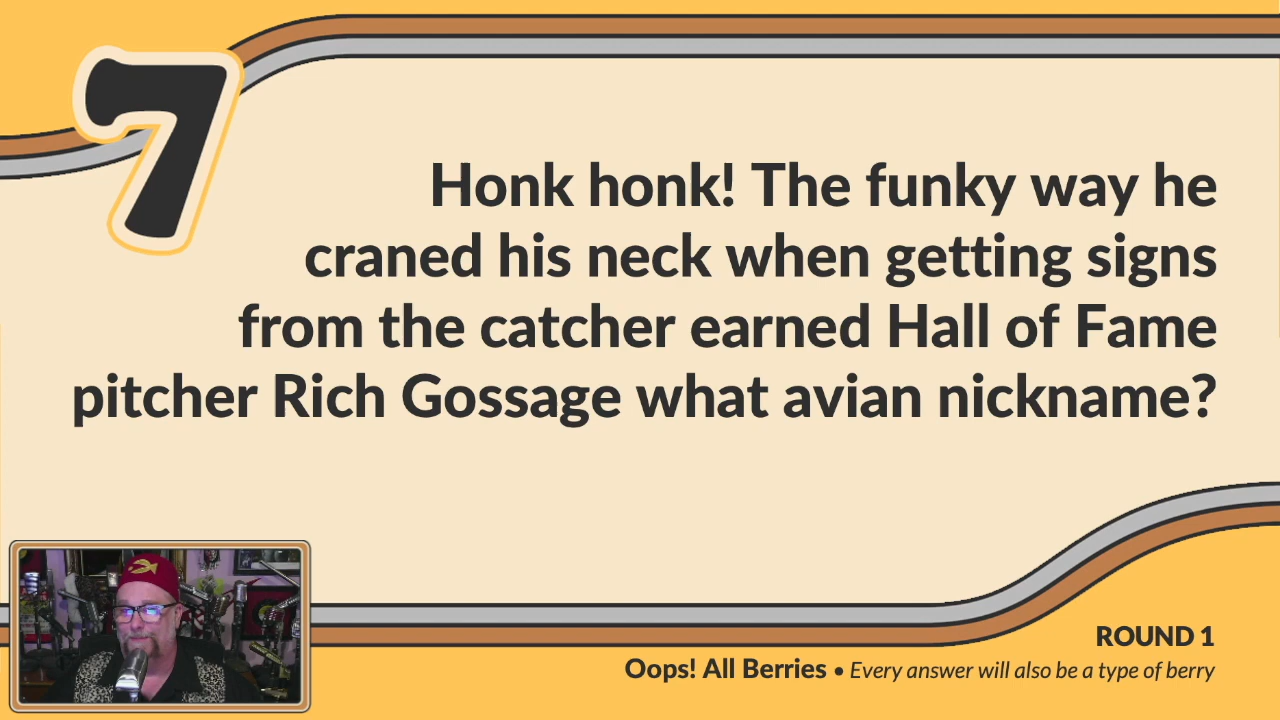 7
Honk honk! The funky way he
craned his neck when getting signs
from the catcher earned Hall of Fame
pitcher Rich Gossage what avian nickname?
ROUND 1
Oops! All Berries • Every answer will also be a type of berry